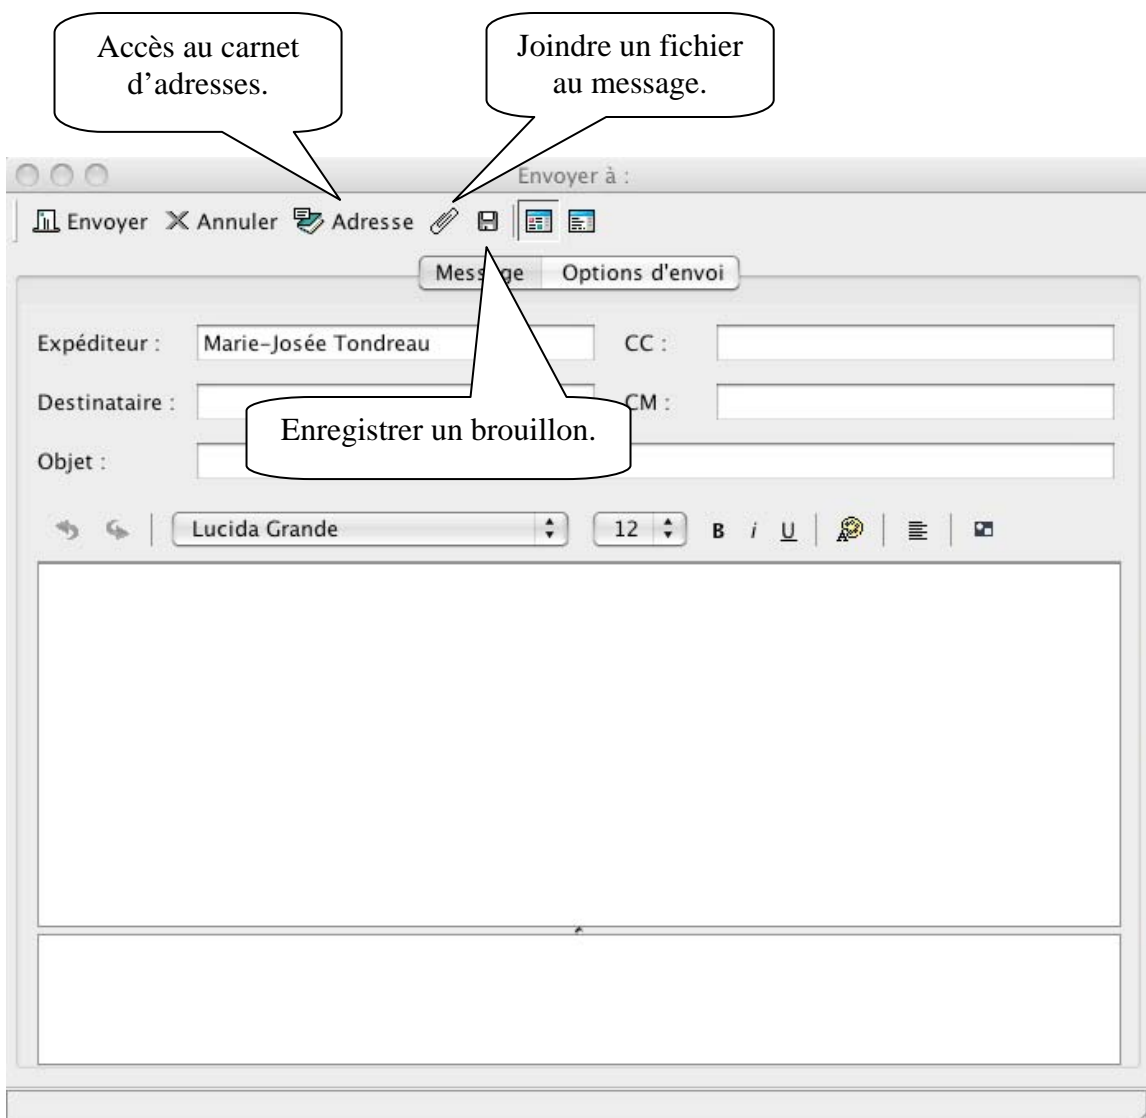 Accès au carnet
d’adresses.
Joindre un fichier
au message.
Envoyer à :
Envoyer Annuler Adresse
Message Options d'envoi
Expéditeur : Marie-Josée Tondreau CC :
Destinataire : CM :
Enregistrer un brouillon.
Objet :
Lucida Grande 12 B i U